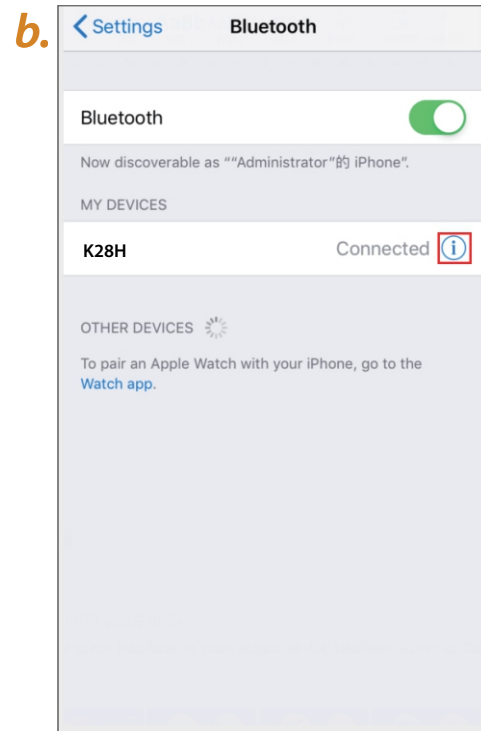 b.
Settings Bluetooth
Bluetooth
Now discoverable as ““Administrator”的 iPhone”.
MY DEVICES
K28H Connected i
OTHER DEVICES
To pair an Apple Watch with your iPhone, go to the
Watch app.